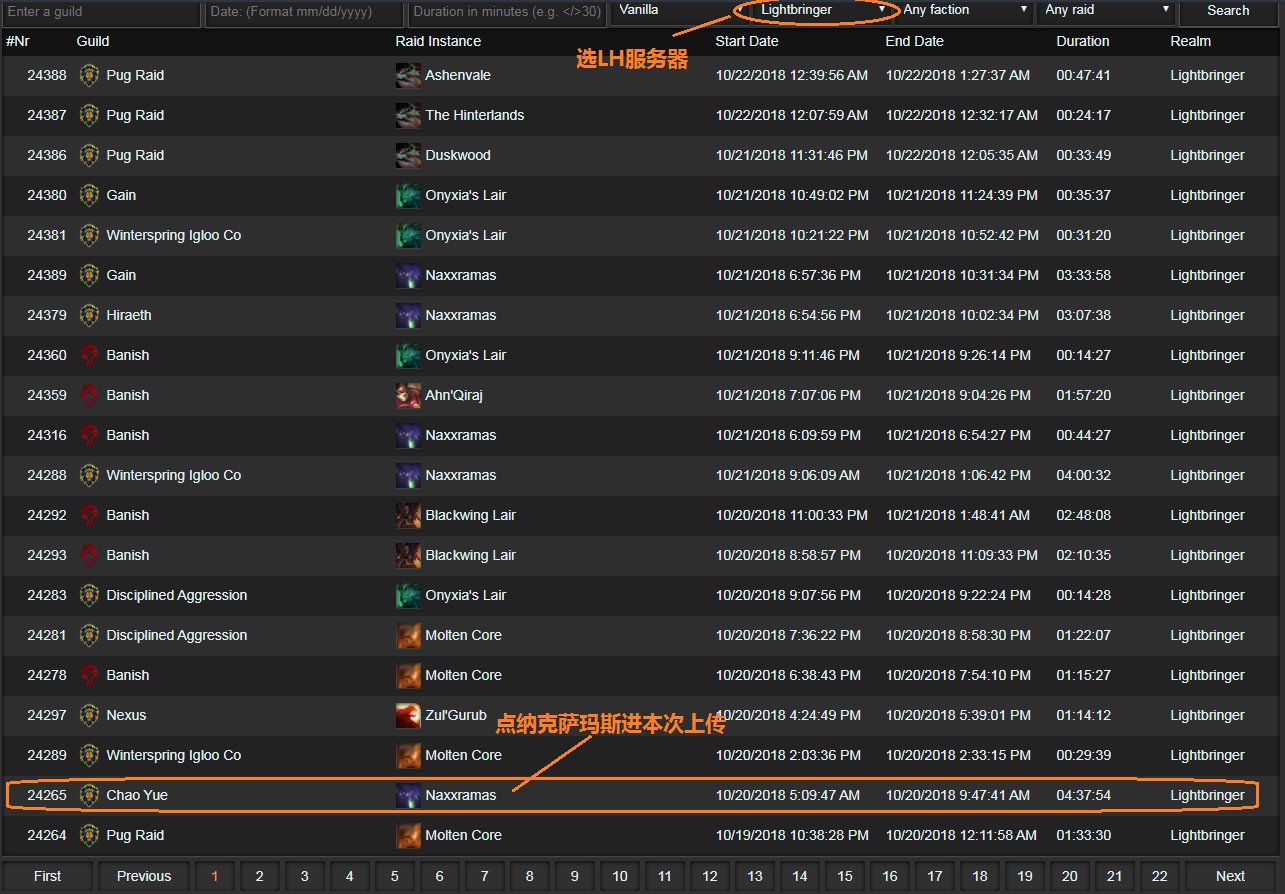 Enter a guild Date: (Format mm/dd/yyyy) Duration in minutes (e.g. </>30) Vanilla Lightbringer Any faction Any raid Search
#Nr Guild Raid Instance Start Date End Date Duration Realm
选LH服务器
24388 Pug Raid Ashenvale 10/22/2018 12:39:56 AM 10/22/2018 1:27:37 AM 00:47:41 Lightbringer
24387 Pug Raid The Hinterlands 10/22/2018 12:07:59 AM 10/22/2018 12:32:17 AM 00:24:17 Lightbringer
24386 Pug Raid Duskwood 10/21/2018 11:31:46 PM 10/22/2018 12:05:35 AM 00:33:49 Lightbringer
24380 Gain Onyxia's Lair 10/21/2018 10:49:02 PM 10/21/2018 11:24:39 PM 00:35:37 Lightbringer
24381 Winterspring Igloo Co Onyxia's Lair 10/21/2018 10:21:22 PM 10/21/2018 10:52:42 PM 00:31:20 Lightbringer
24389 Gain Naxxramas 10/21/2018 6:57:36 PM 10/21/2018 10:31:34 PM 03:33:58 Lightbringer
24379 Hiraeth Naxxramas 10/21/2018 6:54:56 PM 10/21/2018 10:02:34 PM 03:07:38 Lightbringer
24360 Banish Onyxia's Lair 10/21/2018 9:11:46 PM 10/21/2018 9:26:14 PM 00:14:27 Lightbringer
24359 Banish Ahn'Qiraj 10/21/2018 7:07:06 PM 10/21/2018 9:04:26 PM 01:57:20 Lightbringer
24316 Banish Naxxramas 10/21/2018 6:09:59 PM 10/21/2018 6:54:27 PM 00:44:27 Lightbringer
24288 Winterspring Igloo Co Naxxramas 10/21/2018 9:06:09 AM 10/21/2018 1:06:42 PM 04:00:32 Lightbringer
24292 Banish Blackwing Lair 10/20/2018 11:00:33 PM 10/21/2018 1:48:41 AM 02:48:08 Lightbringer
24293 Banish Blackwing Lair 10/20/2018 8:58:57 PM 10/20/2018 11:09:33 PM 02:10:35 Lightbringer
24283 Disciplined Aggression Onyxia's Lair 10/20/2018 9:07:56 PM 10/20/2018 9:22:24 PM 00:14:28 Lightbringer
24281 Disciplined Aggression Molten Core 10/20/2018 7:36:22 PM 10/20/2018 8:58:30 PM 01:22:07 Lightbringer
24278 Banish Molten Core 10/20/2018 6:38:43 PM 10/20/2018 7:54:10 PM 01:15:27 Lightbringer
24297 Nexus Zul'Gurub 10/20/2018 4:24:49 PM 10/20/2018 5:39:01 PM 01:14:12 Lightbringer
点纳克萨玛斯进本次上传
24289 Winterspring Igloo Co Molten Core 10/20/2018 2:03:36 PM 10/20/2018 2:33:15 PM 00:29:39 Lightbringer
24265 Chao Yue Naxxramas 10/20/2018 5:09:47 AM 10/20/2018 9:47:41 AM 04:37:54 Lightbringer
24264 Pug Raid Molten Core 10/19/2018 10:38:28 PM 10/20/2018 12:11:58 AM 01:33:30 Lightbringer
First Previous 1 2 3 4 5 6 7 8 9 10 11 12 13 14 15 16 17 18 19 20 21 22 Next